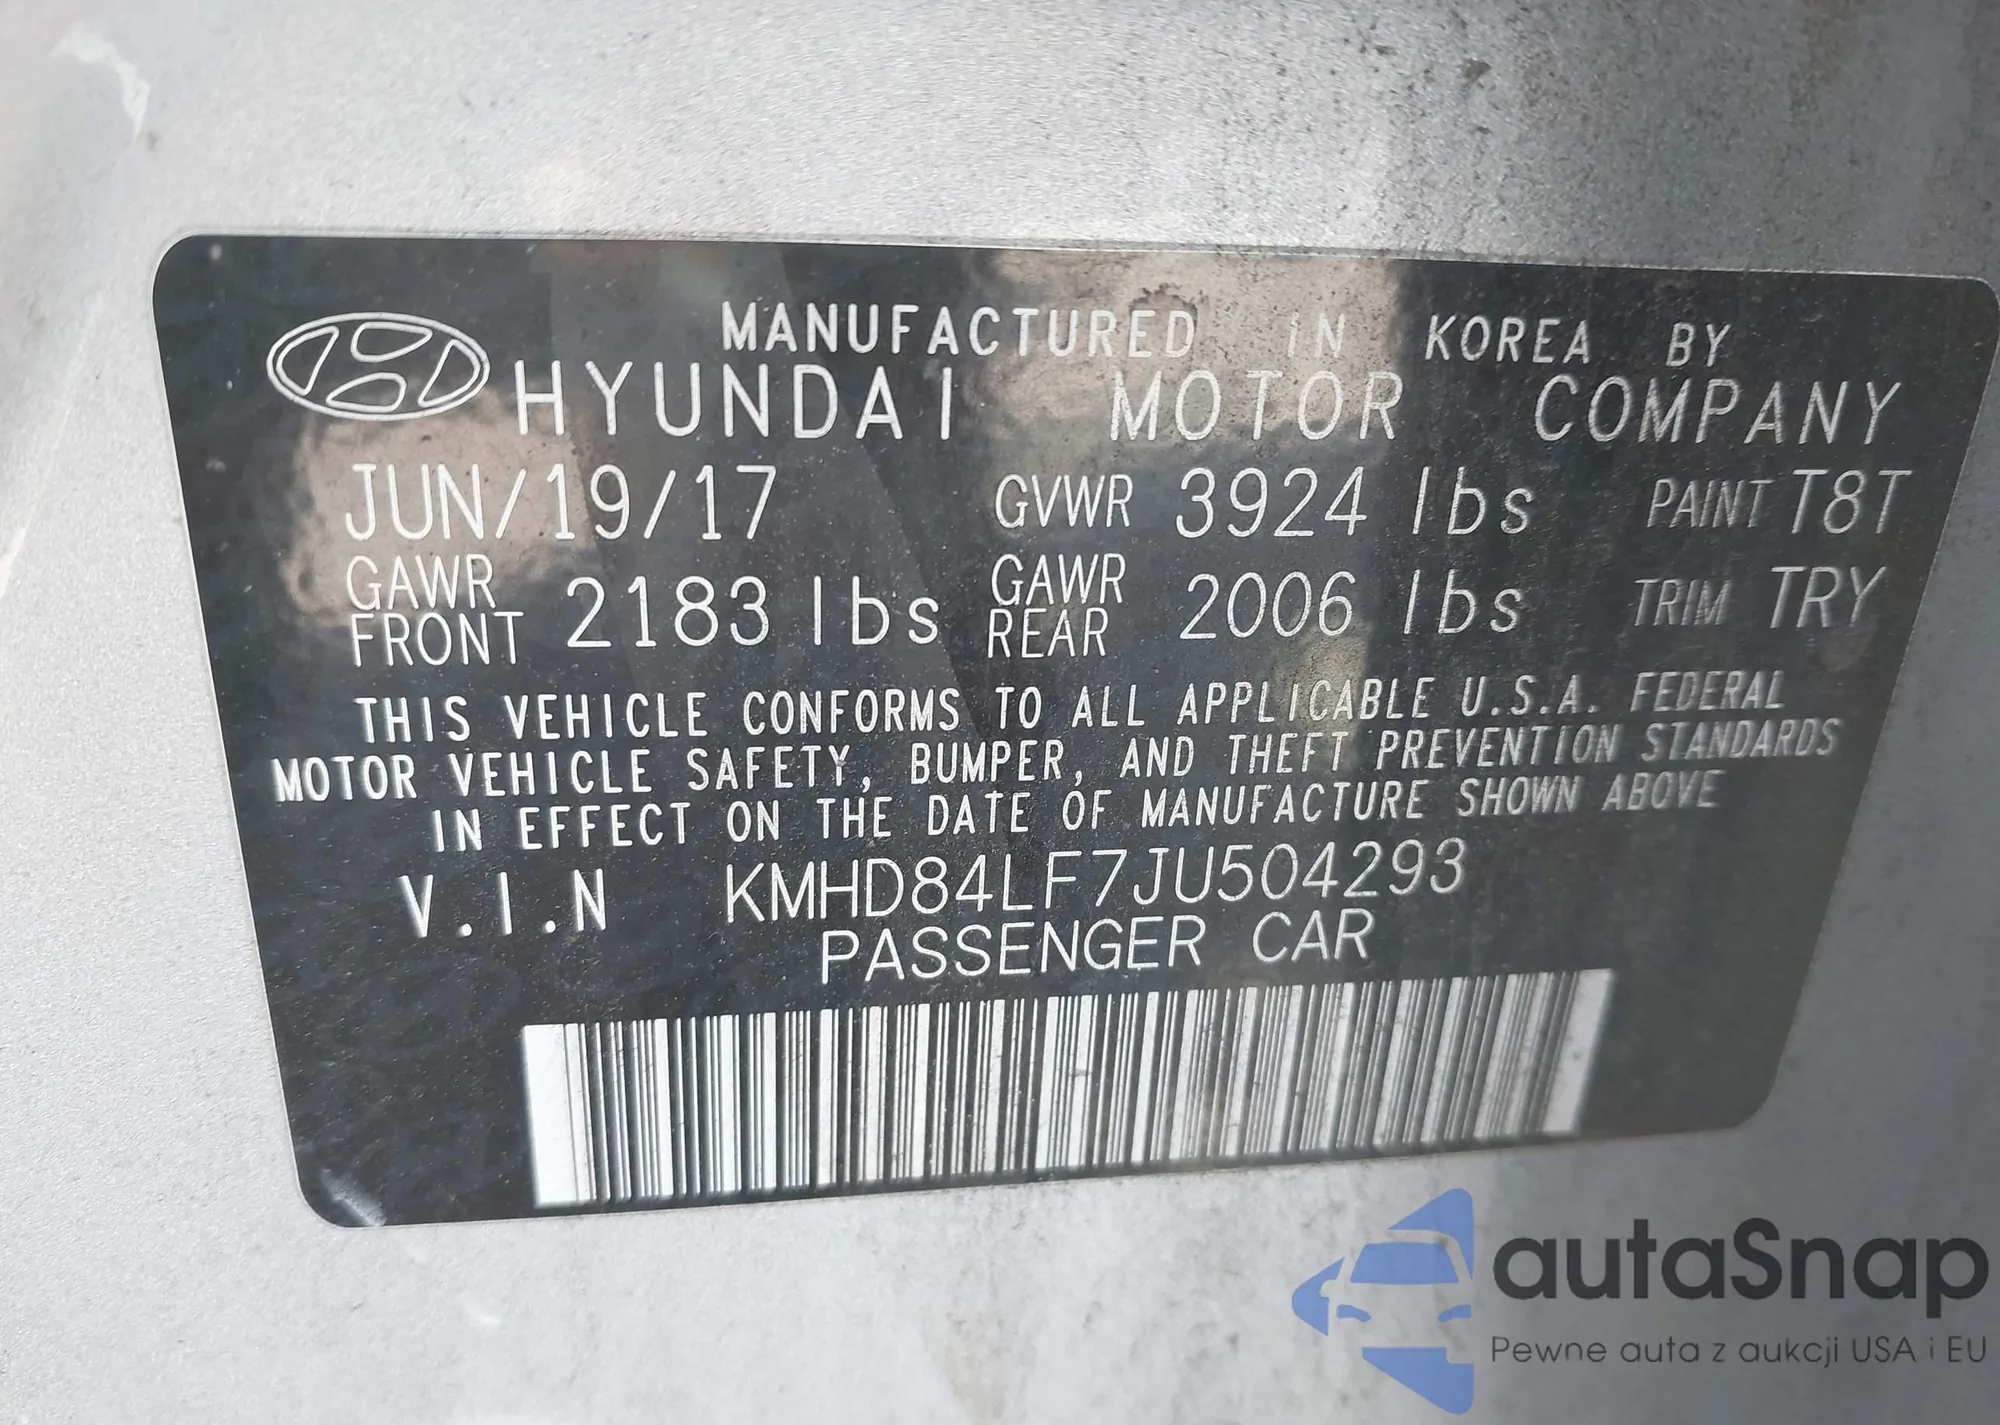 MANUFACTURED IN KOREA BY
HYUNDAI MOTOR COMPANY
JUN/19/17 GVWR 3924 lbs PAINT T8T
GAWR FRONT 2183 lbs GAWR REAR 2006 lbs TRIM TRY
THIS VEHICLE CONFORMS TO ALL APPLICABLE U.S.A. FEDERAL
MOTOR VEHICLE SAFETY, BUMPER, AND THEFT PREVENTION STANDARDS
IN EFFECT ON THE DATE OF MANUFACTURE SHOWN ABOVE
V.I.N KMHD84LF7JU504293
PASSENGER CAR
autaSnap
Pewne auta z aukcji USA i EU